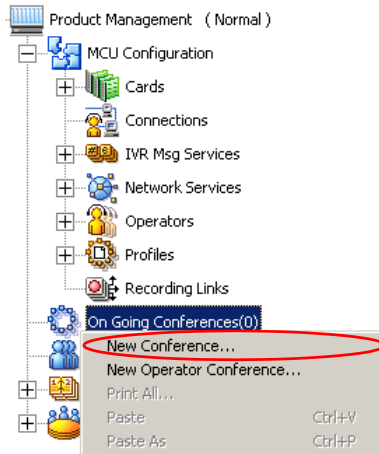 Product Management ( Normal )
MCU Configuration
Cards
Connections
IVR Msg Services
Network Services
Operators
Profiles
Recording Links
On Going Conferences(0)
New Conference...
New Operator Conference...
Print All...
Paste Ctrl+V
Paste As Ctrl+P